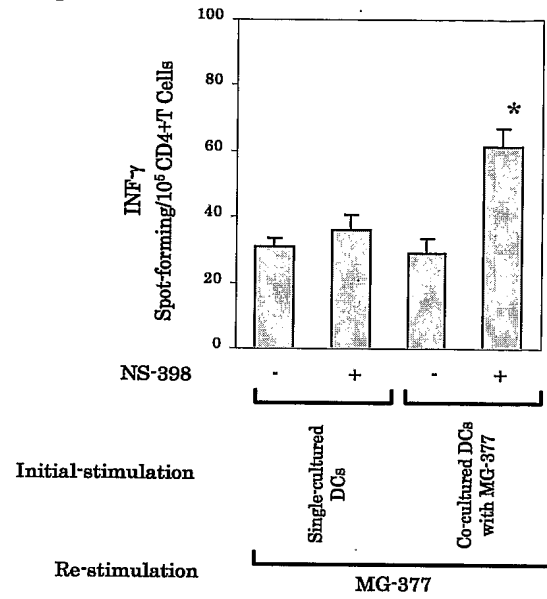 100
80
60
40
20
0
INF-γ
Spot-forming/10⁵ CD4+T Cells
*
NS-398 - + - +
Initial-stimulation
Single-cultured
DCs
Co-cultured DCs
with MG-377
Re-stimulation
MG-377